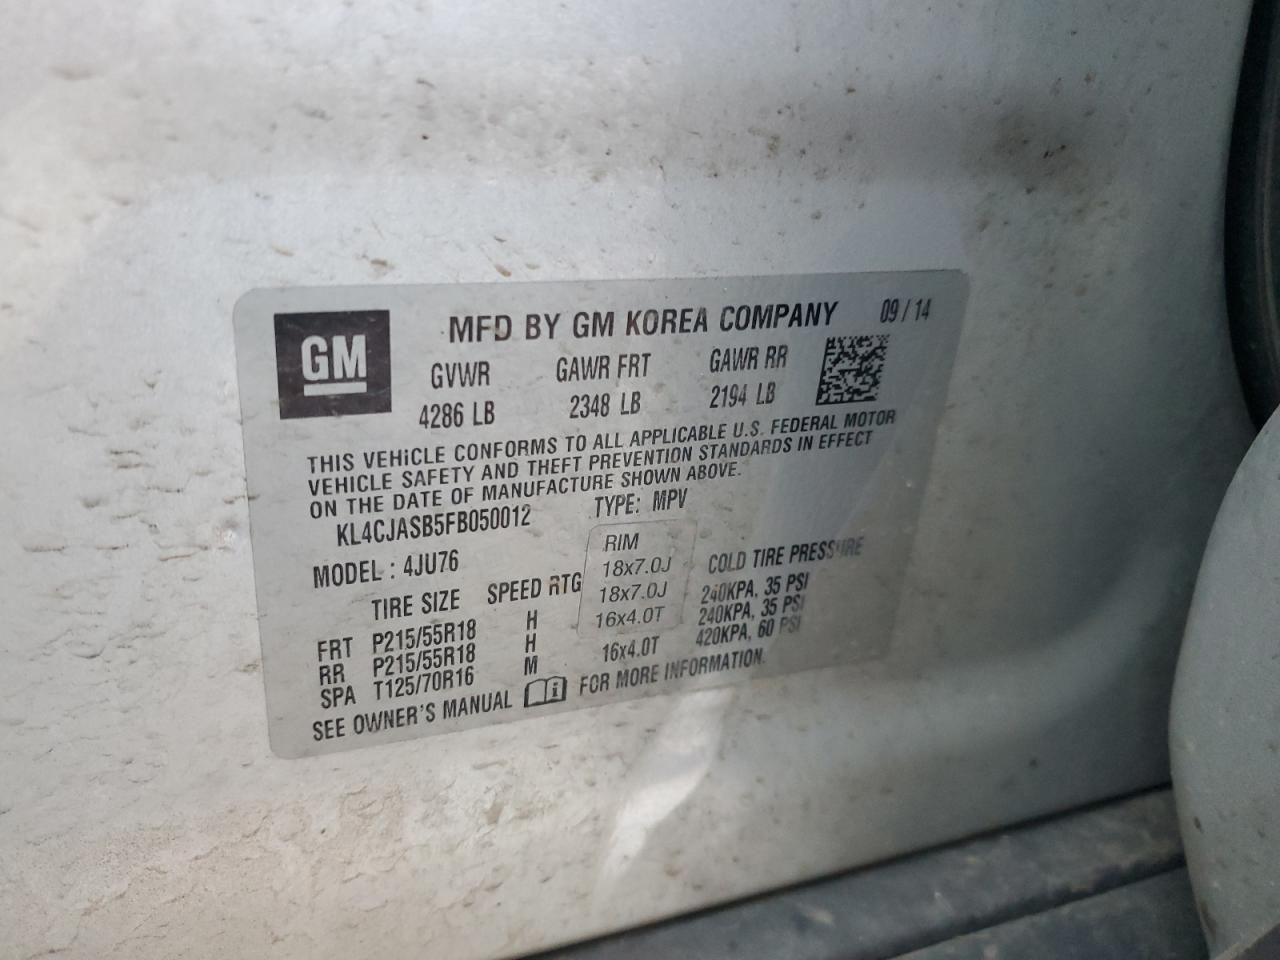 GM
MFD BY GM KOREA COMPANY 09 / 14
GVWR GAWR FRT GAWR RR
4286 LB 2348 LB 2194 LB
THIS VEHICLE CONFORMS TO ALL APPLICABLE U.S. FEDERAL MOTOR
VEHICLE SAFETY AND THEFT PREVENTION STANDARDS IN EFFECT
ON THE DATE OF MANUFACTURE SHOWN ABOVE.
KL4CJASB5FB050012 TYPE: MPV
MODEL : 4JU76
TIRE SIZE SPEED RTG RIM COLD TIRE PRESSURE
FRT P215/55R18 H 18x7.0J 240KPA, 35 PSI
RR P215/55R18 H 18x7.0J 240KPA, 35 PSI
SPA T125/70R16 M 16x4.0T 420KPA, 60 PSI
16x4.0T
SEE OWNER'S MANUAL i FOR MORE INFORMATION.